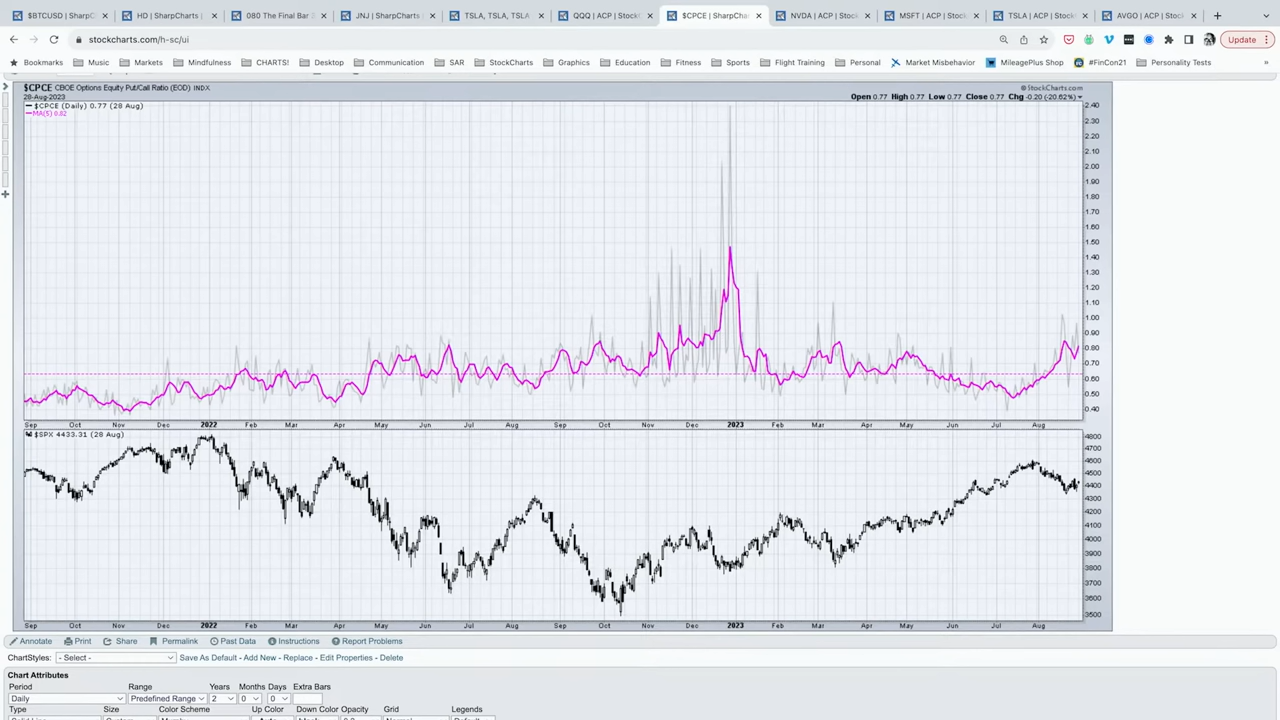 $BTCUSD | SharpC
HD | SharpCharts
080 The Final Bar 2
JNJ | SharpCharts
TSLA, TSLA, TSLA
QQQ | ACP | StockC
$CPCE | SharpChar
NVDA | ACP | Stock
MSFT | ACP | Stock
TSLA | ACP | Stock
AVGO | ACP | Stock
stockcharts.com/h-sc/ui
Update
Bookmarks
Music
Markets
Mindfulness
CHARTS!
Desktop
Communication
SAR
StockCharts
Graphics
Education
Fitness
Sports
Flight Training
Personal
Market Misbehavior
MileagePlus Shop
#FinCon21
Personality Tests
»
$CPCE CBOE Options Equity Put/Call Ratio (EOD) INDX
© StockCharts.com
28-Aug-2023
Open 0.77 High 0.77 Low 0.77 Close 0.77 Chg -0.20 (-20.62%)
$CPCE (Daily) 0.77 (28 Aug)
MA(5) 0.82
2.40
2.30
2.20
2.10
2.00
1.90
1.80
1.70
1.60
1.50
1.40
1.30
1.20
1.10
1.00
0.90
0.80
0.70
0.60
0.50
0.40
Sep Oct Nov Dec 2022 Feb Mar Apr May Jun Jul Aug Sep Oct Nov Dec 2023 Feb Mar Apr May Jun Jul Aug
$SPX 4433.31 (28 Aug)
4800
4700
4600
4500
4400
4300
4200
4100
4000
3900
3800
3700
3600
3500
Sep Oct Nov Dec 2022 Feb Mar Apr May Jun Jul Aug Sep Oct Nov Dec 2023 Feb Mar Apr May Jun Jul Aug
Annotate Print Share Permalink Past Data Instructions Report Problems
ChartStyles: - Select - Save As Default - Add New - Replace - Edit Properties - Delete
Chart Attributes
Period Range Years Months Days Extra Bars
Daily Predefined Range 2 0 0
Type Size Color Scheme Up Color Down Color Opacity Grid Legends